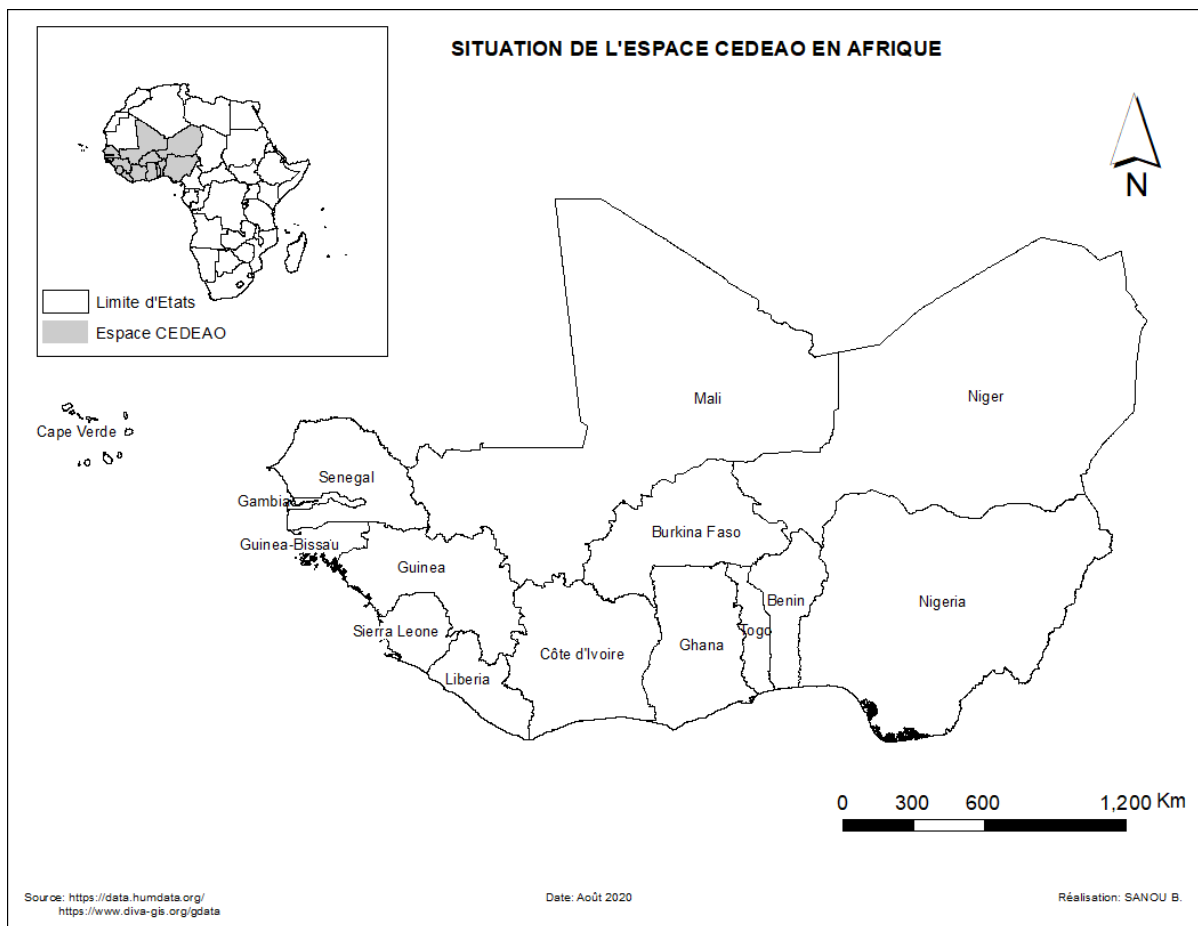 SITUATION DE L'ESPACE CEDEAO EN AFRIQUE
N
Limite d'Etats
Espace CEDEAO
Mali
Niger
Cape Verde
Senegal
Gambia
Burkina Faso
Guinea-Bissau
Guinea
Benin
Nigeria
Togo
Sierra Leone
Ghana
Côte d'Ivoire
Liberia
0 300 600 1,200 Km
Source: https://data.humdata.org/
https://www.diva-gis.org/gdata
Date: Août 2020
Réalisation: SANOU B.